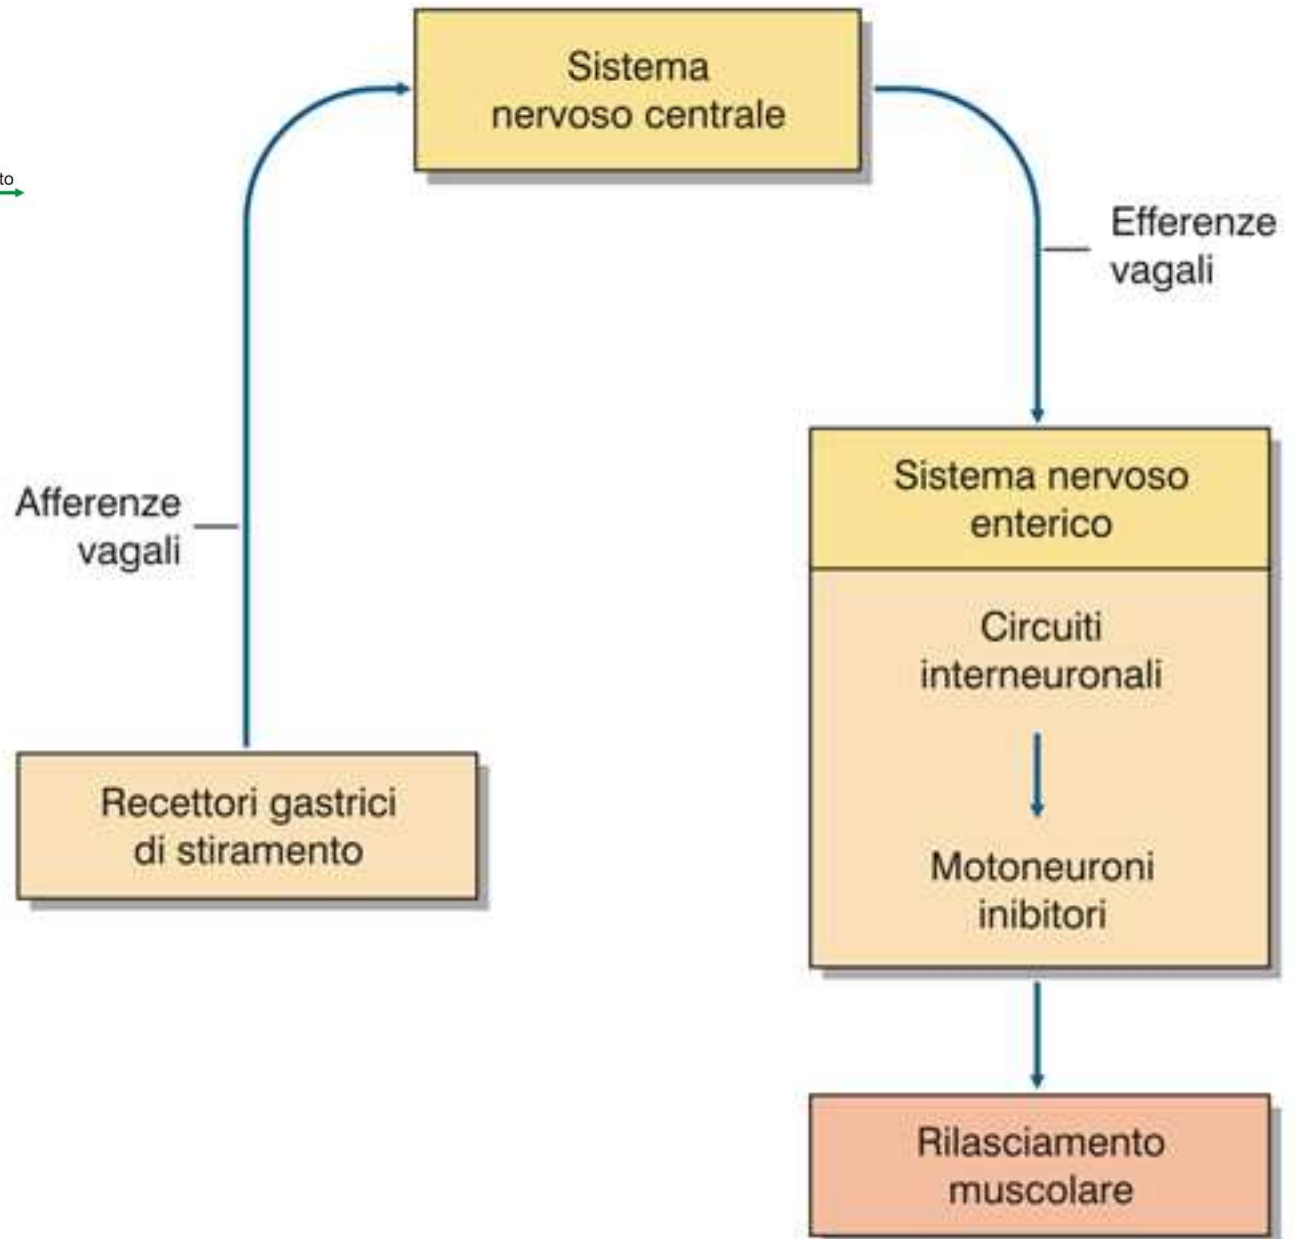 Sistema
nervoso centrale
to
Efferenze
vagali
Afferenze
vagali
Sistema nervoso
enterico
Circuiti
interneuronali
Recettori gastrici
di stiramento
Motoneuroni
inibitori
Rilasciamento
muscolare